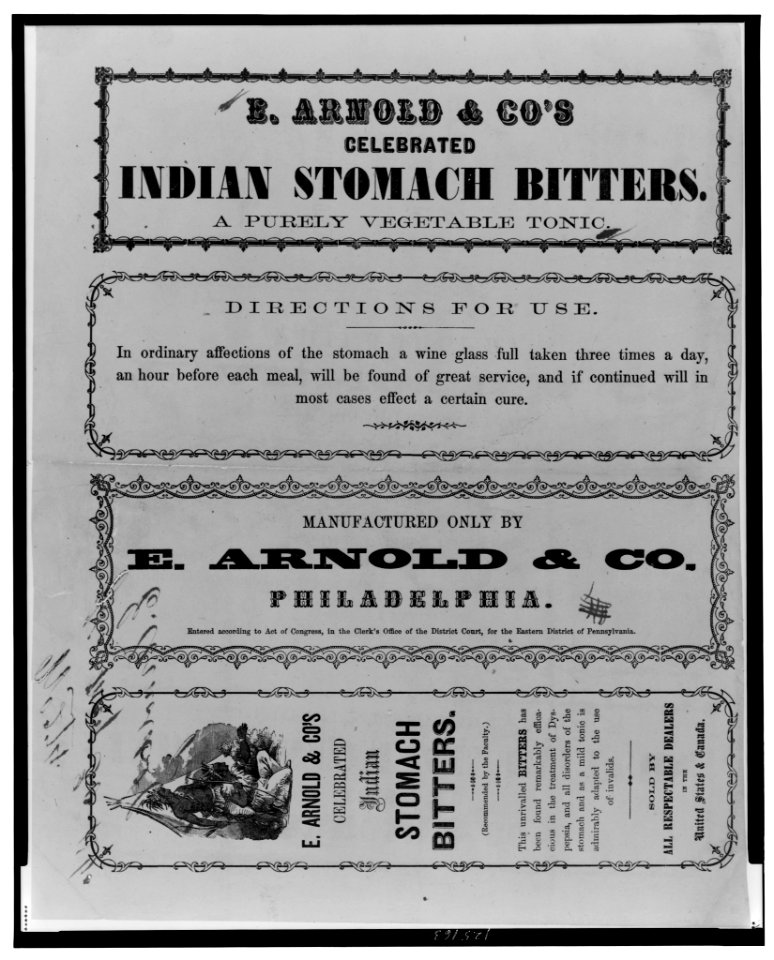 E. ARNOLD & CO'S
CELEBRATED
INDIAN STOMACH BITTERS.
A PURELY VEGETABLE TONIC.
DIRECTIONS FOR USE.
In ordinary affections of the stomach a wine glass full taken three times a day,
an hour before each meal, will be found of great service, and if continued will in
most cases effect a certain cure.
MANUFACTURED ONLY BY
E. ARNOLD & CO.
PHILADELPHIA.
Entered according to Act of Congress, in the Clerk's Office of the District Court, for the Eastern District of Pennsylvania.
E. ARNOLD & CO'S
CELEBRATED
Indian
STOMACH
BITTERS.
(Recommended by the Faculty.)
This unrivalled BITTERS has
been found remarkably effica-
cious in the treatment of Dys-
pepsia, and all disorders of the
stomach and as a mild tonic is
admirably adapted to the use
of invalids.
SOLD BY
ALL RESPECTABLE DEALERS
IN THE
United States & Canada.